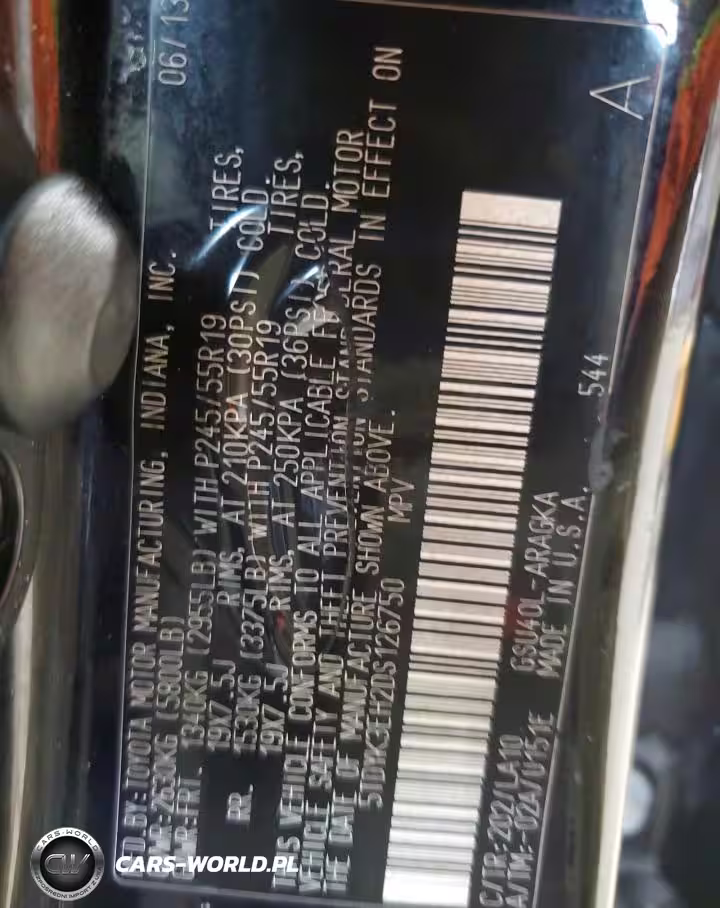 MFD.BY:TOYOTA MOTOR MANUFACTURING, INDIANA, INC. 06/13
GVWR:2630KG (5800LB)
GAWR:FRT. 1340KG (2955LB) WITH P245/55R19 TIRES,
19X7.5J RIMS, AT 210KPA (30PSI) COLD.
RR. 1530KG (3375LB) WITH P245/55R19 TIRES,
19X7.5J RIMS, AT 250KPA (36PSI) COLD.
THIS VEHICLE CONFORMS TO ALL APPLICABLE FEDERAL MOTOR
VEHICLE SAFETY AND THEFT PREVENTION STANDARDS IN EFFECT ON
THE DATE OF MANUFACTURE SHOWN ABOVE.
5TDYK3EH2DS126750 MPV
C/TR:202/LA10 GSU40L-ARAGKA
A/TM:-02A/U151E MADE IN U.S.A. 544
A
CARS-WORLD
CW
CARS-WORLD.PL